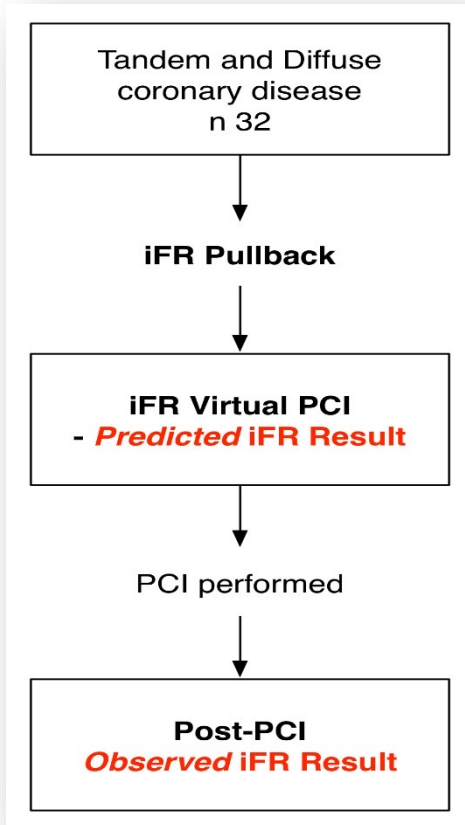 Tandem and Diffuse
coronary disease
n 32
iFR Pullback
iFR Virtual PCI
- Predicted iFR Result
PCI performed
Post-PCI
Observed iFR Result